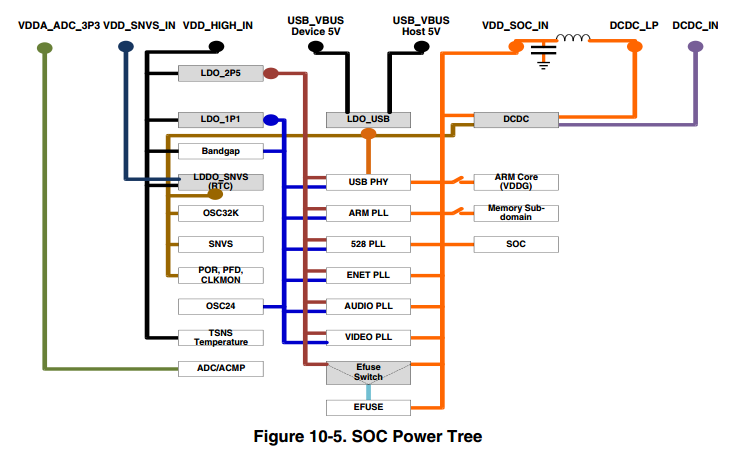 VDDA_ADC_3P3 VDD_SNVS_IN VDD_HIGH_IN
USB_VBUS
Device 5V
USB_VBUS
Host 5V
VDD_SOC_IN
DCDC_LP
DCDC_IN
LDO_2P5
LDO_1P1
LDO_USB
DCDC
Bandgap
LDDO_SNVS
(RTC)
USB PHY
ARM Core
(VDDG)
OSC32K
ARM PLL
Memory Sub-
domain
SNVS
528 PLL
SOC
POR, PFD,
CLKMON
ENET PLL
OSC24
AUDIO PLL
TSNS
Temperature
VIDEO PLL
ADC/ACMP
Efuse
Switch
EFUSE
Figure 10-5. SOC Power Tree